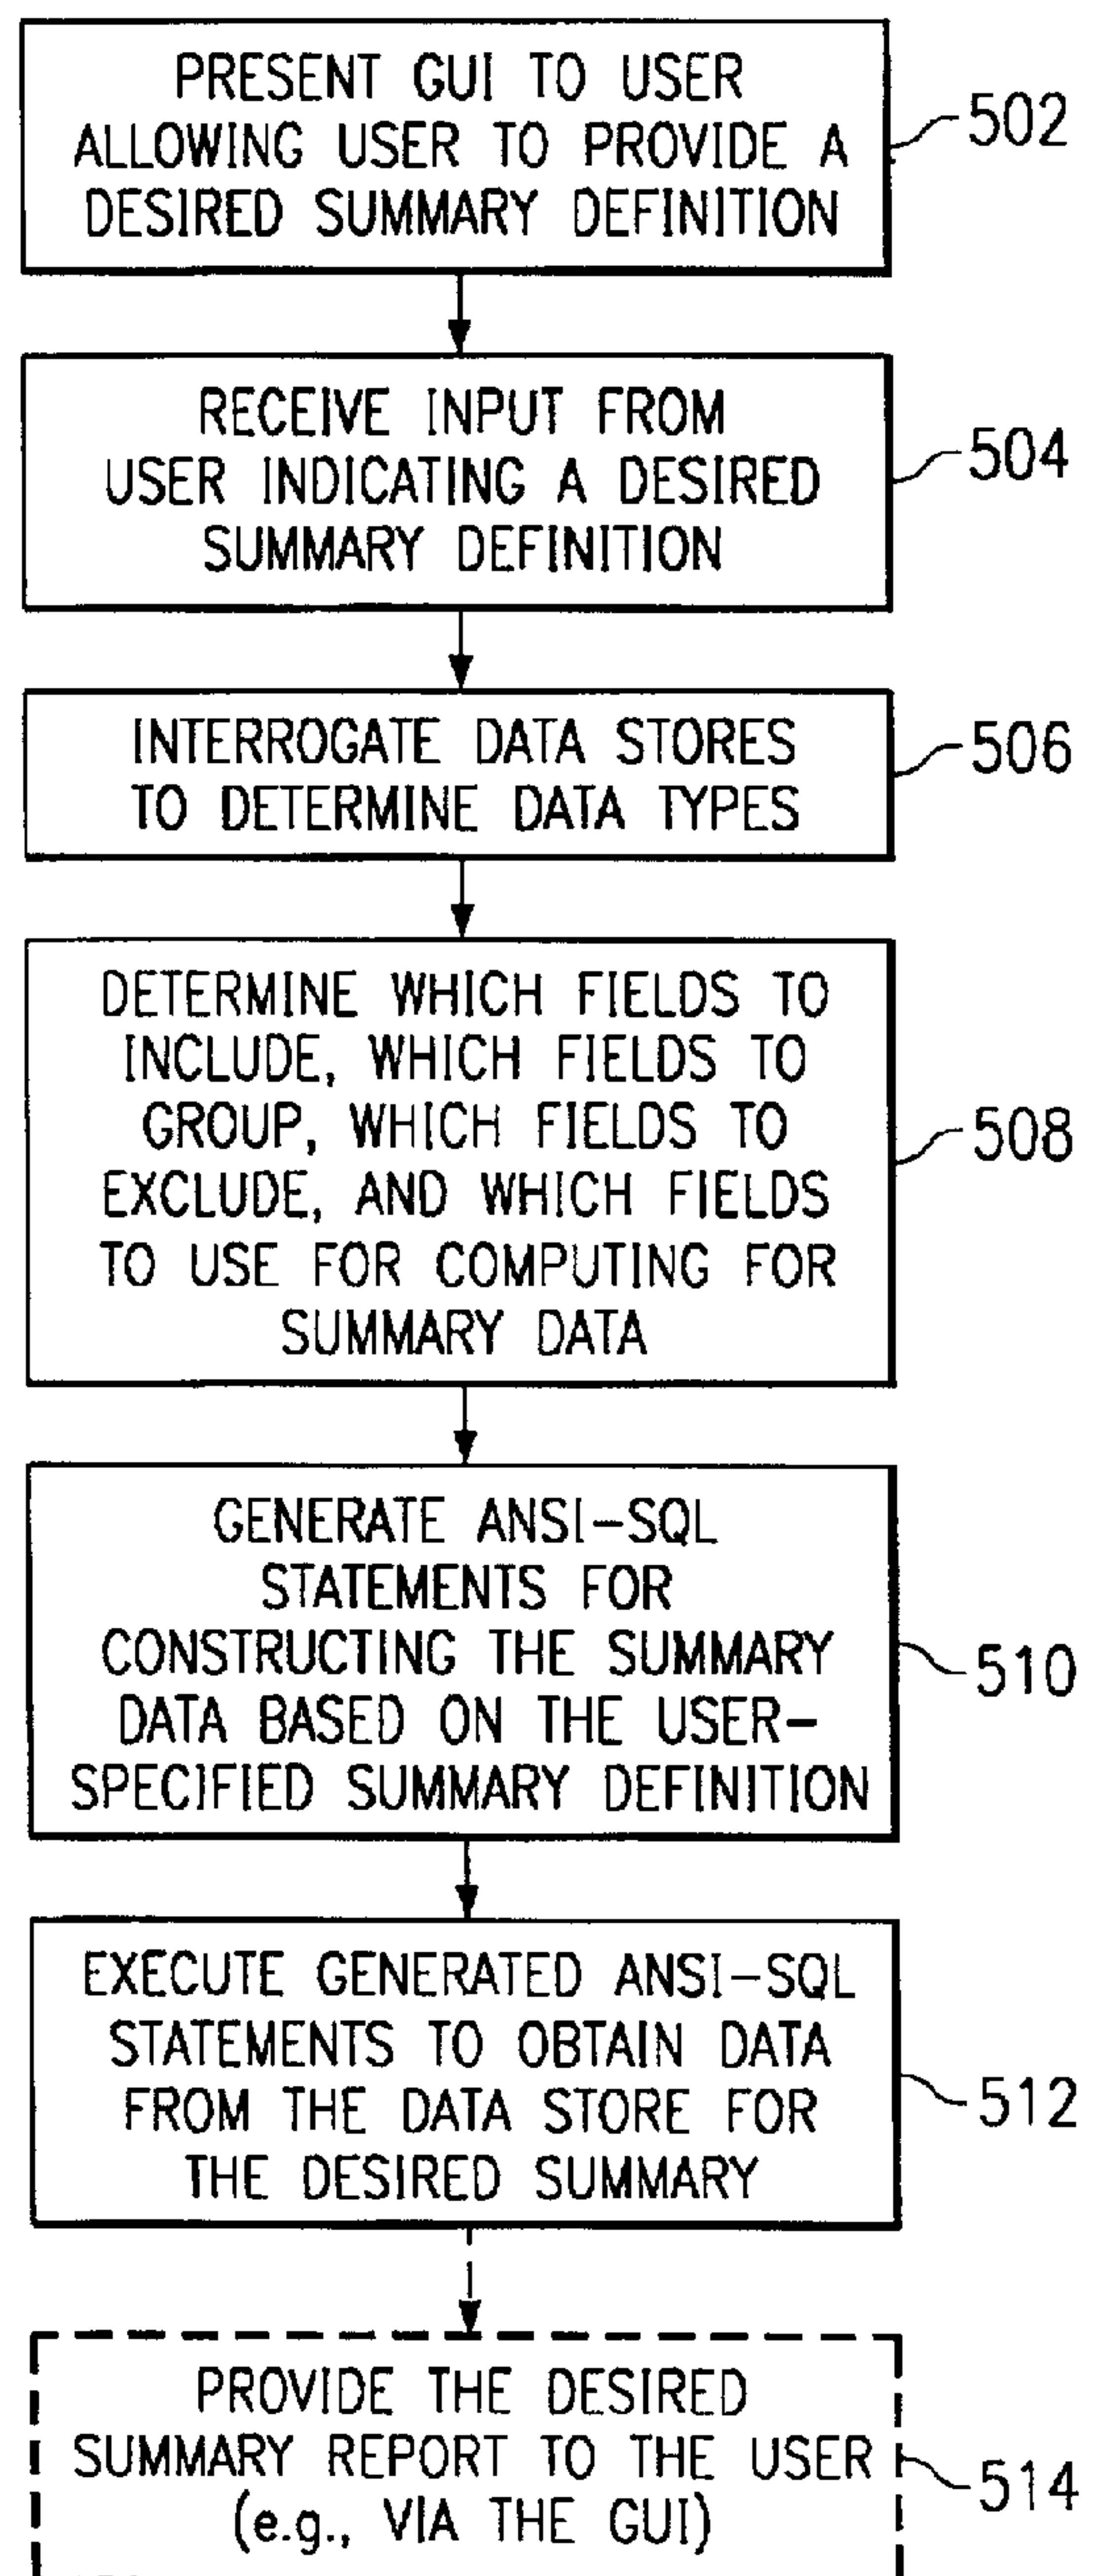 PRESENT GUI TO USER
ALLOWING USER TO PROVIDE A
DESIRED SUMMARY DEFINITION
502
RECEIVE INPUT FROM
USER INDICATING A DESIRED
SUMMARY DEFINITION
504
INTERROGATE DATA STORES
TO DETERMINE DATA TYPES
506
DETERMINE WHICH FIELDS TO
INCLUDE, WHICH FIELDS TO
GROUP, WHICH FIELDS TO
EXCLUDE, AND WHICH FIELDS
TO USE FOR COMPUTING FOR
SUMMARY DATA
508
GENERATE ANSI-SQL
STATEMENTS FOR
CONSTRUCTING THE SUMMARY
DATA BASED ON THE USER-
SPECIFIED SUMMARY DEFINITION
510
EXECUTE GENERATED ANSI-SQL
STATEMENTS TO OBTAIN DATA
FROM THE DATA STORE FOR
THE DESIRED SUMMARY
512
PROVIDE THE DESIRED
SUMMARY REPORT TO THE USER
(e.g., VIA THE GUI)
514